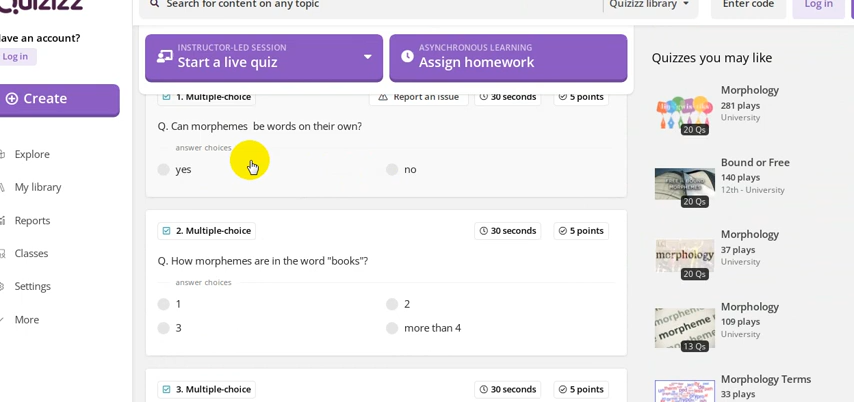 Quizizz
Search for content on any topic
Quizizz library
Enter code
Log in
ave an account?
Log in
Create
Explore
My library
Reports
Classes
Settings
More
INSTRUCTOR-LED SESSION
Start a live quiz
ASYNCHRONOUS LEARNING
Assign homework
1. Multiple-choice
Report an issue
30 seconds
5 points
Q. Can morphemes be words on their own?
answer choices
yes
no
2. Multiple-choice
30 seconds
5 points
Q. How morphemes are in the word "books"?
answer choices
1
2
3
more than 4
3. Multiple-choice
30 seconds
5 points
Quizzes you may like
Morphology
281 plays
University
20 Qs
Bound or Free
140 plays
12th - University
20 Qs
Morphology
37 plays
University
morphology
20 Qs
Morphology
109 plays
University
morpheme
13 Qs
Morphology Terms
33 plays